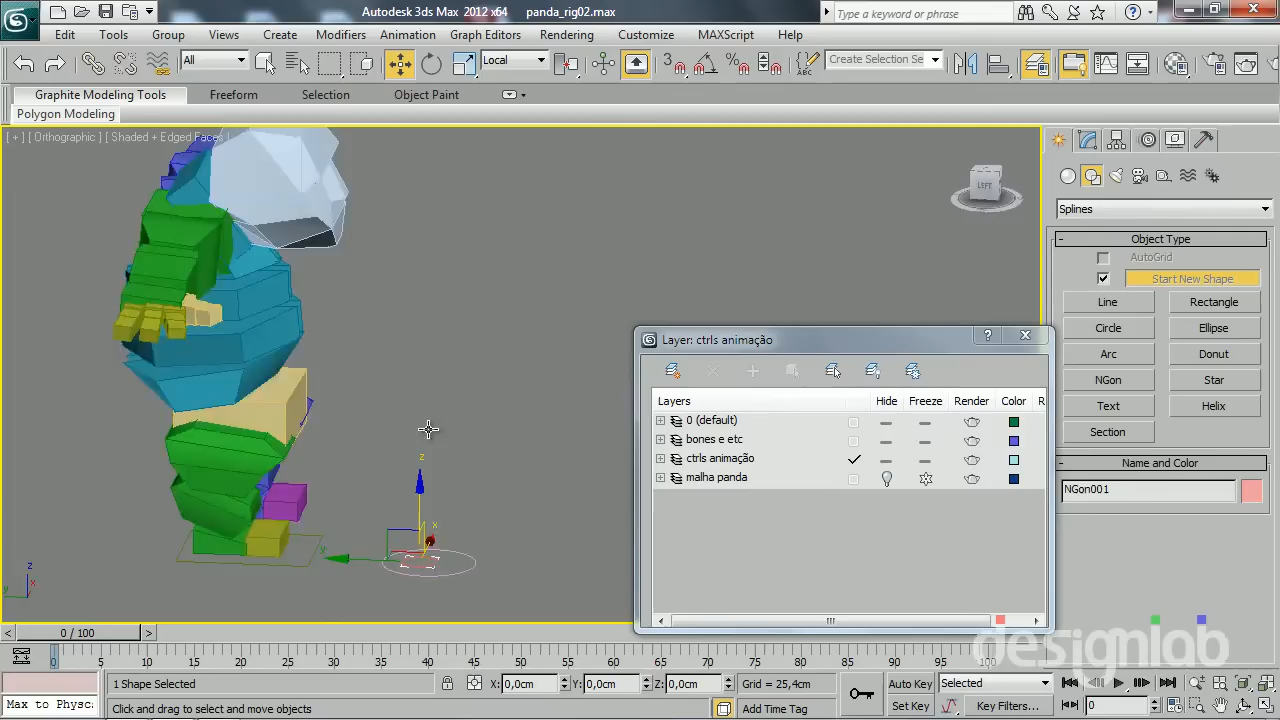 Autodesk 3ds Max 2012 x64 panda_rig02.max
Type a keyword or phrase
Edit Tools Group Views Create Modifiers Animation Graph Editors Rendering Customize MAXScript Help
All
Local
3
Create Selection Se
Graphite Modeling Tools Freeform Selection Object Paint
Polygon Modeling
[ + ] [ Orthographic ] [ Shaded + Edged Faces ]
LEFT
Splines
- Object Type
AutoGrid
Start New Shape
Line Rectangle
Circle Ellipse
Arc Donut
NGon Star
Text Helix
Section
- Name and Color
NGon001
Layer: ctrls animação
Layers Hide Freeze Render Color R
0 (default)
bones e etc
ctrls animação
malha panda
z
x
y
z
x
y
0 / 100
0 5 10 15 20 25 30 35 40 45 50 55 60 65 70 75 80 85 90 95 100
designlab
1 Shape Selected X: 0,0cm Y: 0,0cm Z: 0,0cm Grid = 25,4cm Auto Key Selected
Max to Physc Click and drag to select and move objects Add Time Tag Set Key Key Filters... 0